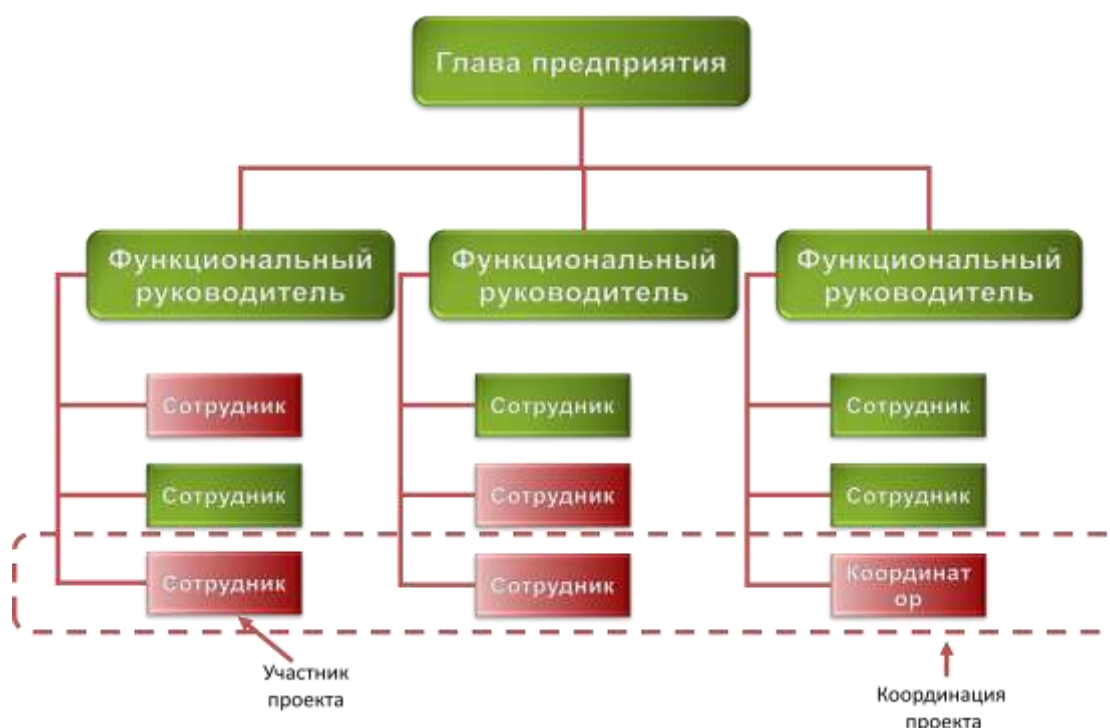 Глава предприятия
Функциональный
руководитель
Функциональный
руководитель
Функциональный
руководитель
Сотрудник
Сотрудник
Сотрудник
Сотрудник
Сотрудник
Сотрудник
Сотрудник
Сотрудник
Координат
ор
Участник
проекта
Координация
проекта